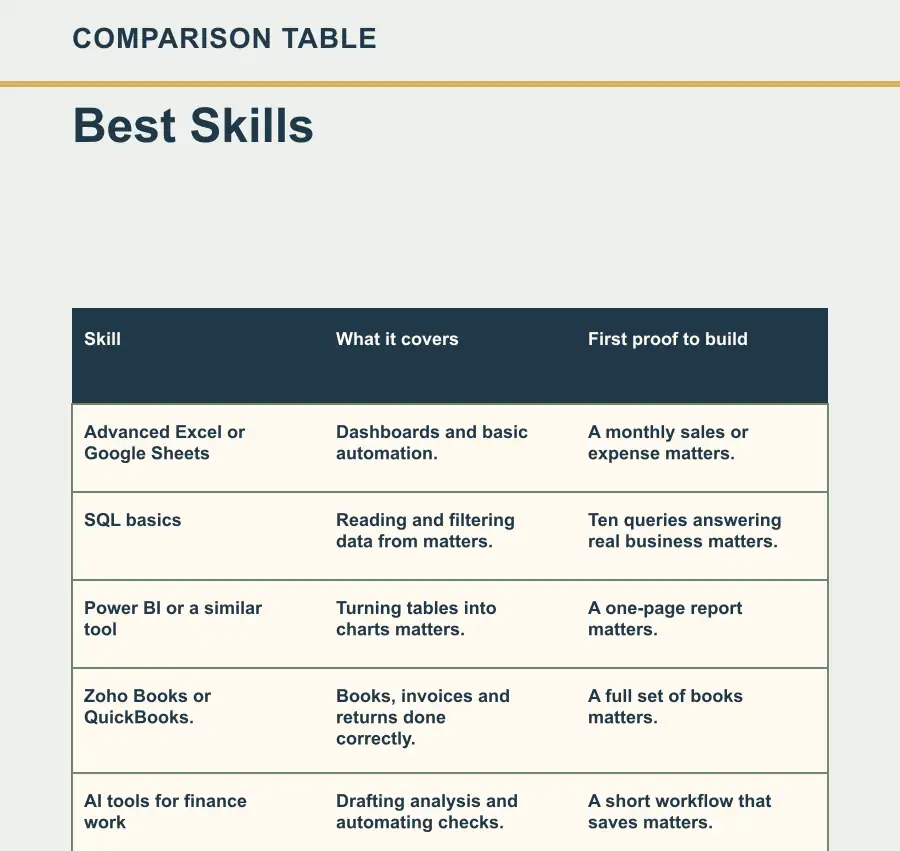 COMPARISON TABLE
Best Skills
Skill
What it covers
First proof to build
Advanced Excel or
Google Sheets
Dashboards and basic
automation.
A monthly sales or
expense matters.
SQL basics
Reading and filtering
data from matters.
Ten queries answering
real business matters.
Power BI or a similar
tool
Turning tables into
charts matters.
A one-page report
matters.
Zoho Books or
QuickBooks.
Books, invoices and
returns done
correctly.
A full set of books
matters.
AI tools for finance
work
Drafting analysis and
automating checks.
A short workflow that
saves matters.